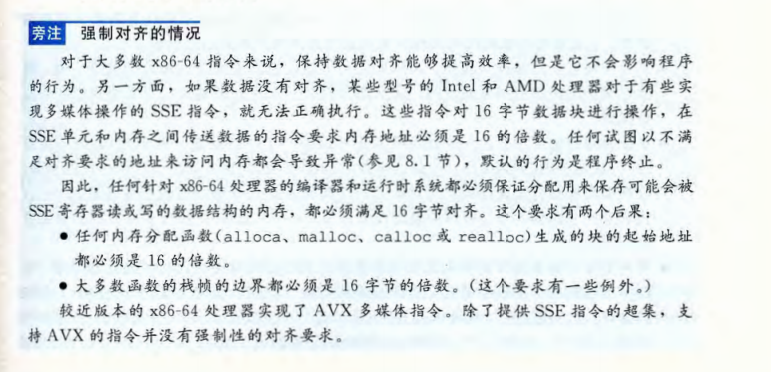 旁注 强制对齐的情况
对于大多数 x86-64 指令来说，保持数据对齐能够提高效率，但是它不会影响程序
的行为。另一方面，如果数据没有对齐，某些型号的 Intel 和 AMD 处理器对于有些实
现多媒体操作的 SSE 指令，就无法正确执行。这些指令对 16 字节数据块进行操作，在
SSE 单元和内存之间传送数据的指令要求内存地址必须是 16 的倍数。任何试图以不满
足对齐要求的地址来访问内存都会导致异常(参见 8.1 节)，默认的行为是程序终止。
因此，任何针对 x86-64 处理器的编译器和运行时系统都必须保证分配用来保存可能会被
SSE 寄存器读或写的数据结构的内存，都必须满足 16 字节对齐。这个要求有两个后果：
● 任何内存分配函数(alloca、malloc、calloc 或 realloc)生成的块的起始地址
都必须是 16 的倍数。
● 大多数函数的栈帧的边界都必须是 16 字节的倍数。(这个要求有一些例外。)
较近版本的 x86-64 处理器实现了 AVX 多媒体指令。除了提供 SSE 指令的超集，支
持 AVX 的指令并没有强制性的对齐要求。